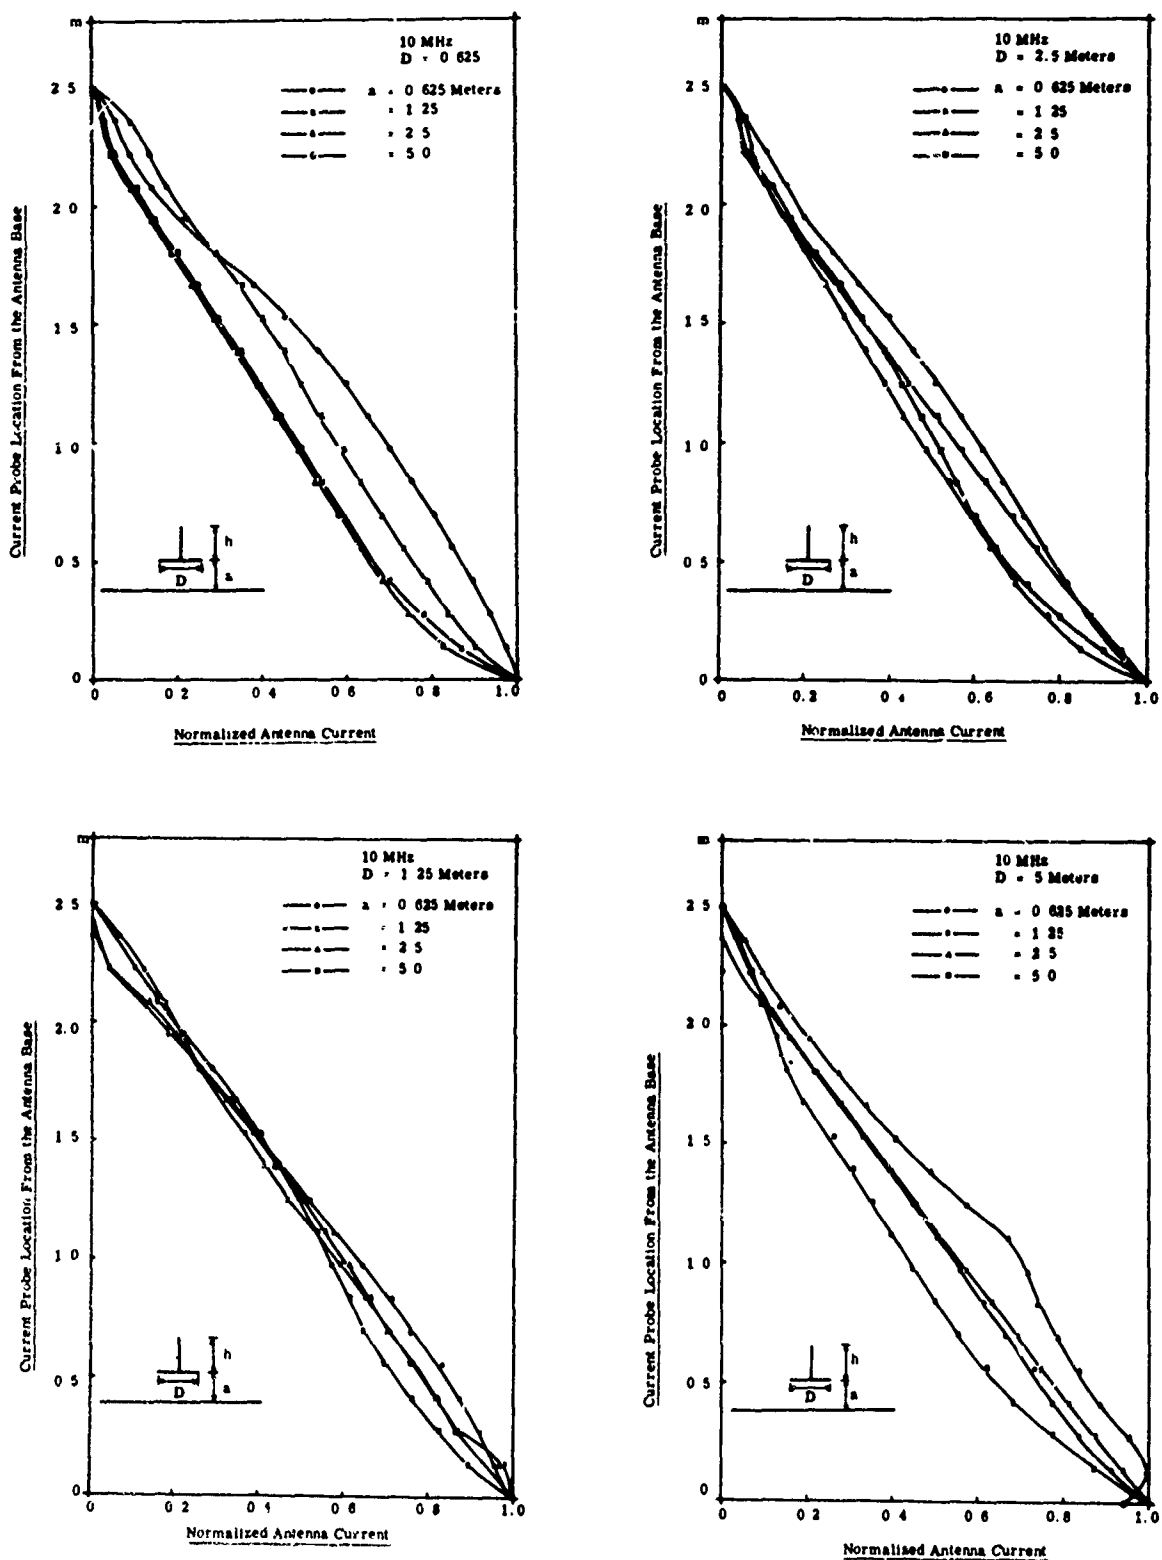 m
10 MHz
D = 0 625
a = 0 625 Meters
= 1 25
= 2 5
= 5 0
2 5
2 0
1 5
1 0
0 5
0
Current Probe Location From the Antenna Base
h
D
a
0 0 2 0 4 0 6 0 8 1.0
Normalized Antenna Current
m
10 MHz
D = 2.5 Meters
a = 0 625 Meters
= 1 25
= 2 5
= 5 0
2 5
2 0
1 5
1 0
0 5
0
Current Probe Location From the Antenna Base
h
D
a
0 0.2 0 4 0.6 0 8 1.0
Normalized Antenna Current
m
10 MHz
D = 1 25 Meters
a = 0 625 Meters
= 1 25
= 2 5
= 5 0
2 5
2 0
1 5
1 0
0 5
0
Current Probe Location From the Antenna Base
h
D
a
0 0 2 0 4 0 6 0 8 1.0
Normalized Antenna Current
m
10 MHz
D = 5 Meters
a = 0 625 Meters
= 1 25
= 2 5
= 5 0
2 5
2 0
1 5
1 0
0 5
0
Current Probe Location From the Antenna Base
h
D
a
0 0 2 0 4 0 6 0 8 1.0
Normalized Antenna Current